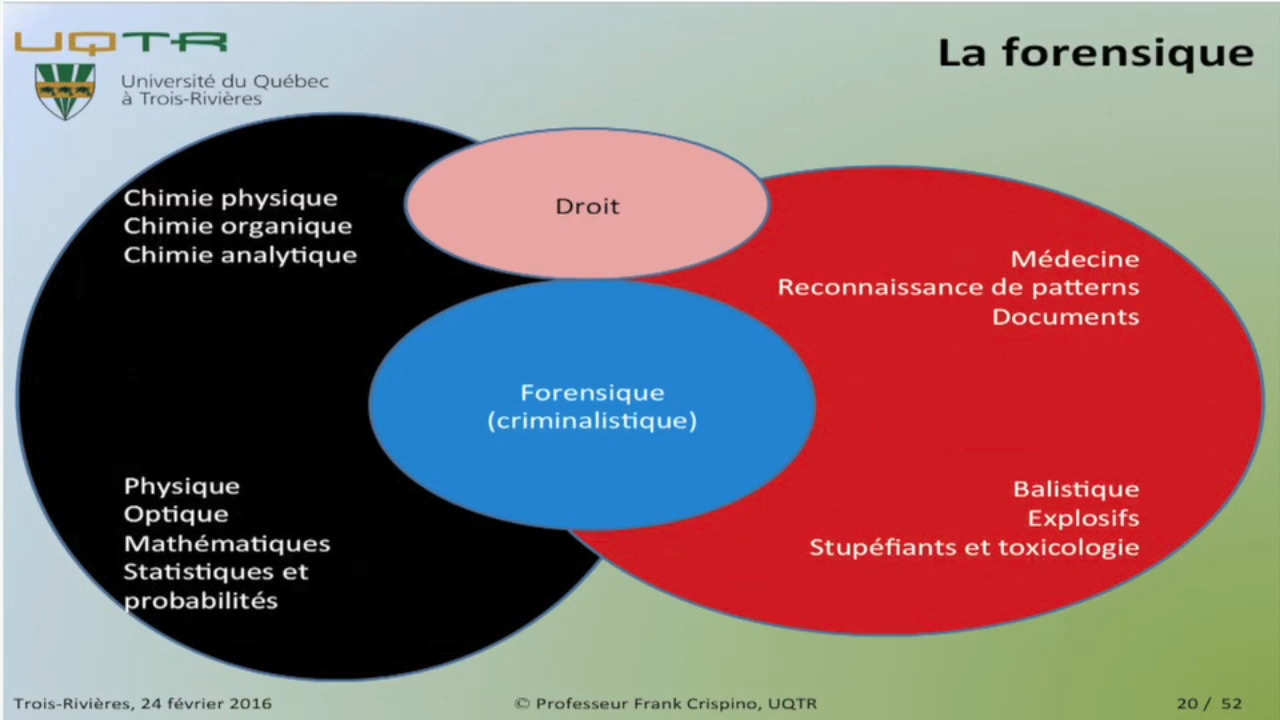 UQTR
Université du Québec
à Trois-Rivières
La forensique
Chimie physique
Chimie organique
Chimie analytique
Droit
Médecine
Reconnaissance de patterns
Documents
Forensique
(criminalistique)
Physique
Optique
Mathématiques
Statistiques et
probabilités
Balistique
Explosifs
Stupéfiants et toxicologie
Trois-Rivières, 24 février 2016
© Professeur Frank Crispino, UQTR
20 / 52